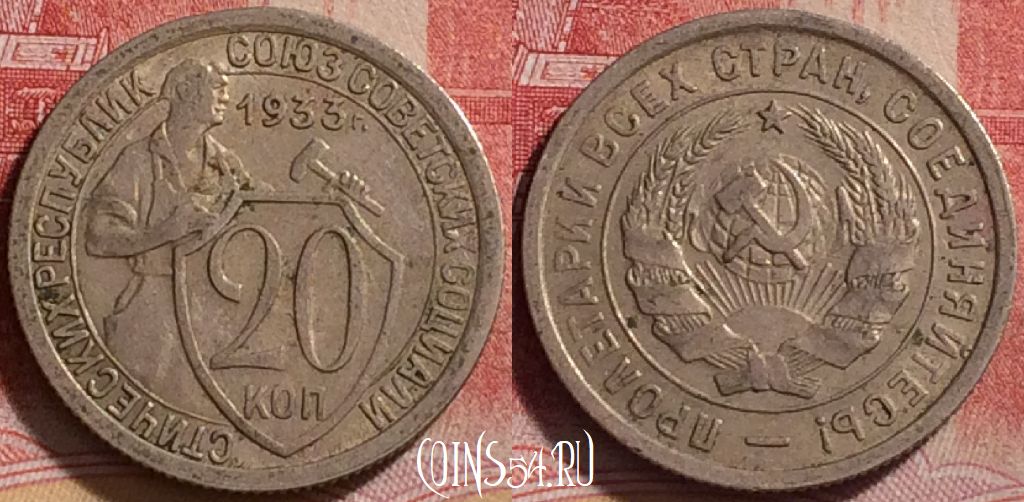 СОЮЗ СОВЕТСКИХ СОЦИАЛИСТИЧЕСКИХ РЕСПУБЛИК
1933 г.
20
КОП
ПРОЛЕТАРИИ ВСЕХ СТРАН, СОЕДИНЯЙТЕСЬ! —
COINS54.RU